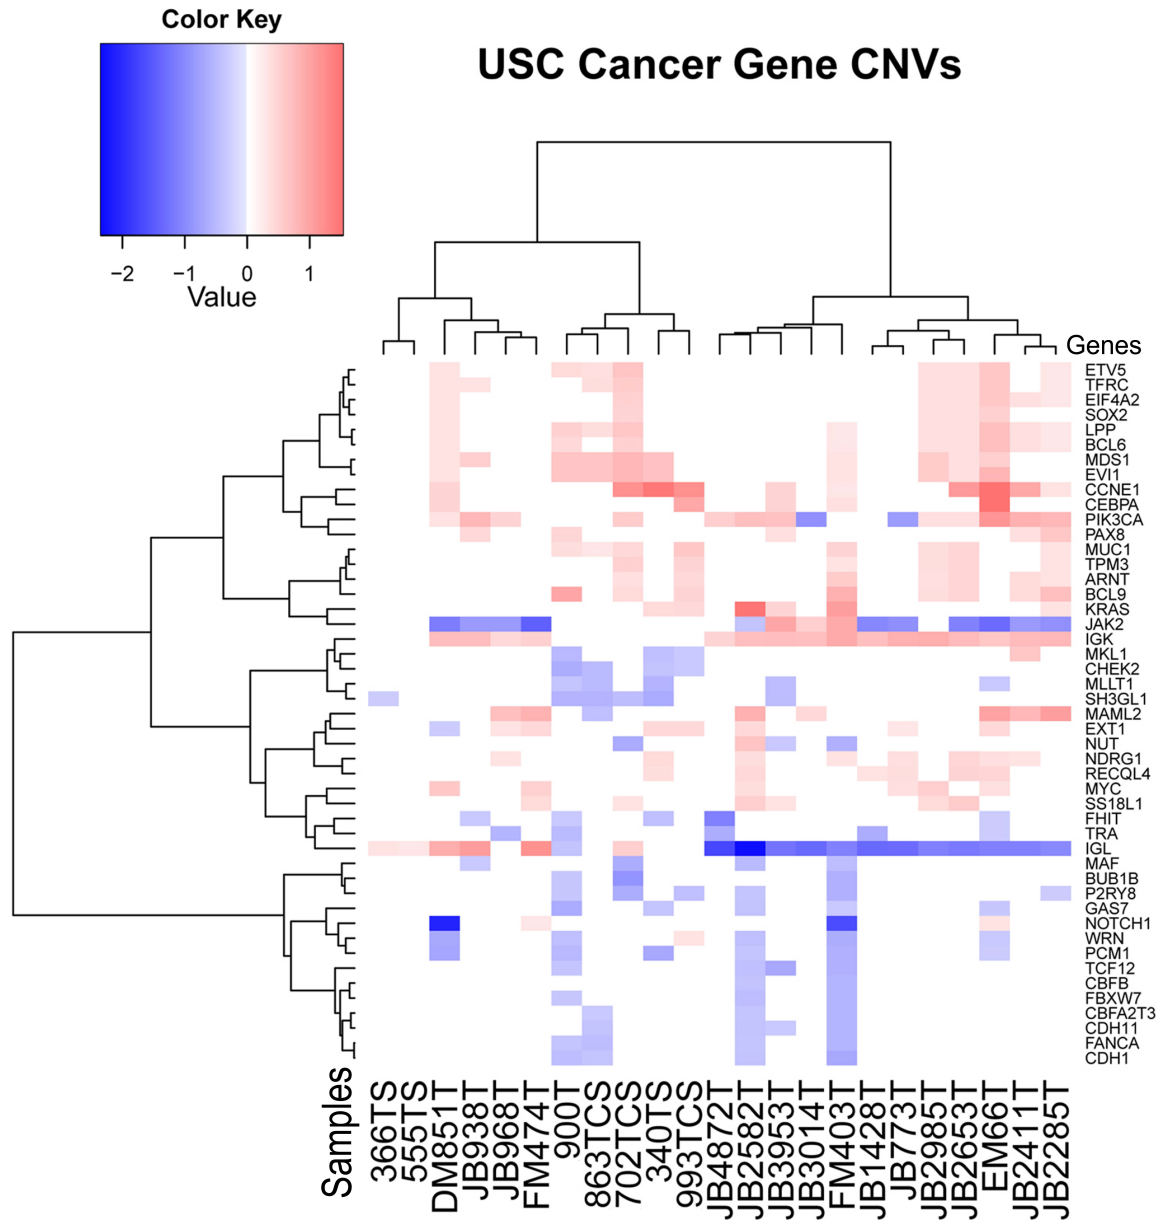 Color Key
USC Cancer Gene CNVs
−2 −1 0 1
Value
Genes
ETV5
TFRC
EIF4A2
SOX2
LPP
BCL6
MDS1
EVI1
CCNE1
CEBPA
PIK3CA
PAX8
MUC1
TPM3
ARNT
BCL9
KRAS
JAK2
IGK
MKL1
CHEK2
MLLT1
SH3GL1
MAML2
EXT1
NUT
NDRG1
RECQL4
MYC
SS18L1
FHIT
TRA
IGL
MAF
BUB1B
P2RY8
GAS7
NOTCH1
WRN
PCM1
TCF12
CBFB
FBXW7
CBFA2T3
CDH11
FANCA
CDH1
Samples
366TS
555TS
DM851T
JB938T
JB968T
FM474T
900T
863TCS
702TCS
340TS
993TCS
JB4872T
JB2582T
JB3953T
JB3014T
FM403T
JB1428T
JB773T
JB2985T
JB2653T
EM66T
JB2411T
JB2285T